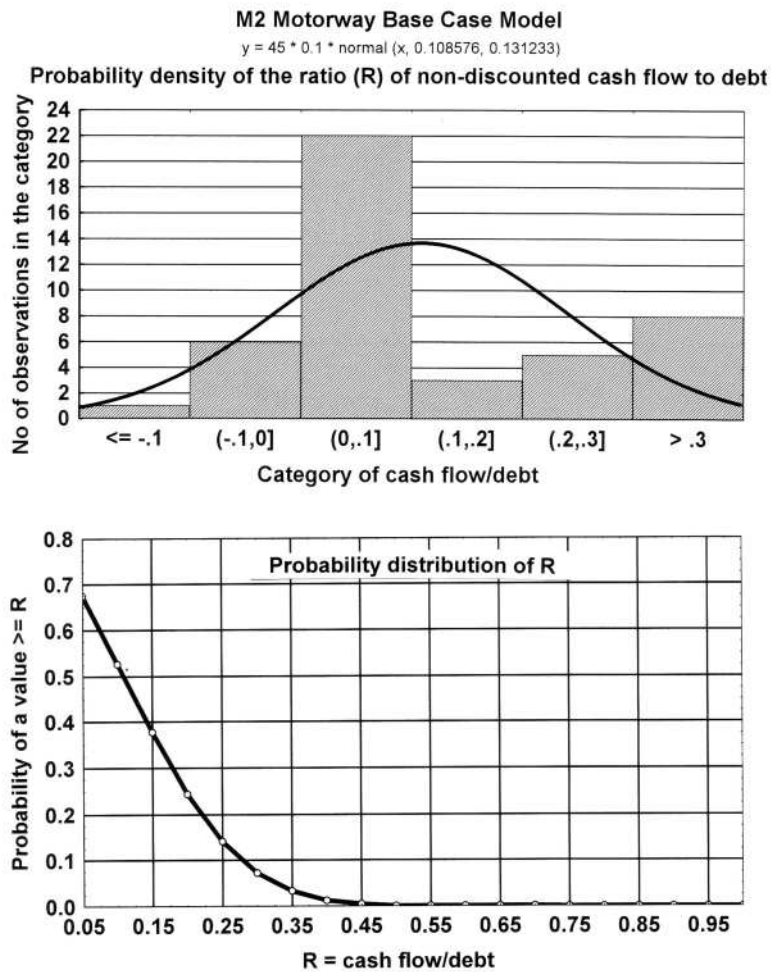 M2 Motorway Base Case Model
y = 45 * 0.1 * normal (x, 0.108576, 0.131233)
Probability density of the ratio (R) of non-discounted cash flow to debt
No of observations in the category
24
22
20
18
16
14
12
10
8
6
4
2
0
<= -.1 (-.1,0] (0,.1] (.1,.2] (.2,.3] > .3
Category of cash flow/debt
Probability distribution of R
Probability of a value >= R
0.8
0.7
0.6
0.5
0.4
0.3
0.2
0.1
0.0
0.05 0.15 0.25 0.35 0.45 0.55 0.65 0.75 0.85 0.95
R = cash flow/debt